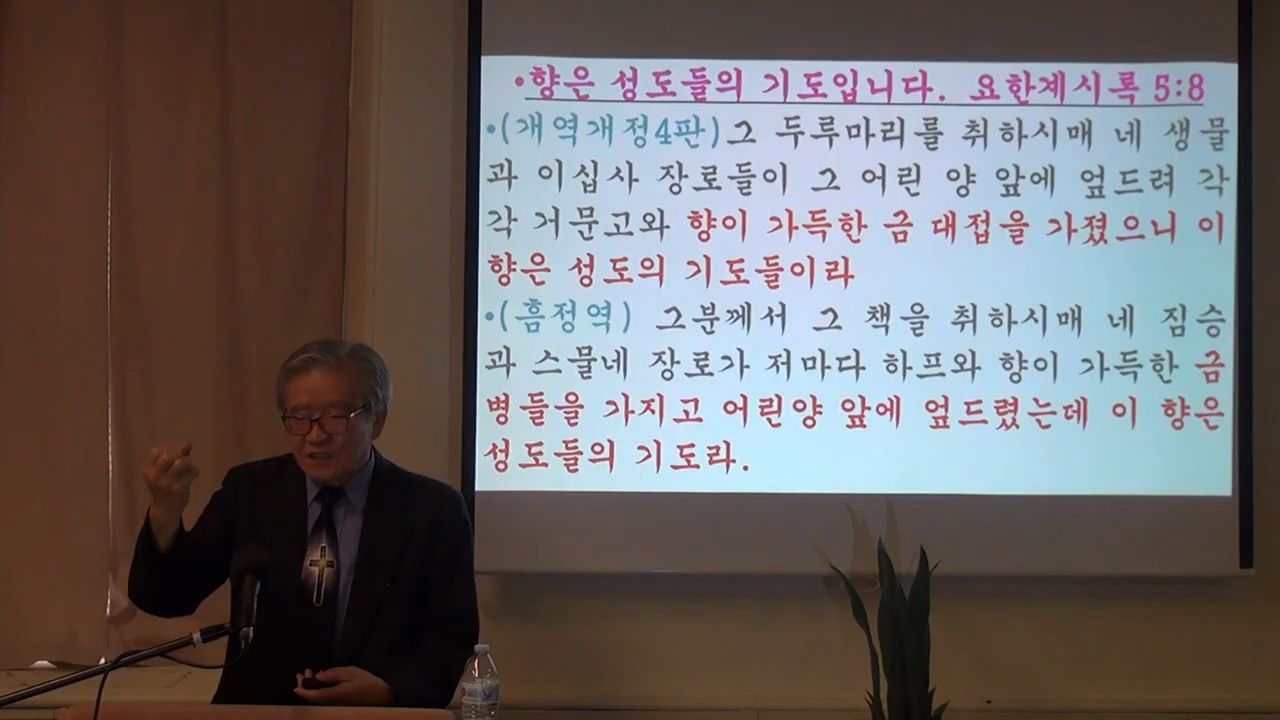 •향은 성도들의 기도입니다. 요한계시록 5:8
•(개역개정4판)그 두루마리를 취하시매 네 생물
과 이십사 장로들이 그 어린 양 앞에 엎드려 각
각 거문고와 향이 가득한 금 대접을 가졌으니 이
향은 성도의 기도들이라
•(흠정역) 그분께서 그 책을 취하시매 네 짐승
과 스물네 장로가 저마다 하프와 향이 가득한 금
병들을 가지고 어린양 앞에 엎드렸는데 이 향은
성도들의 기도라.